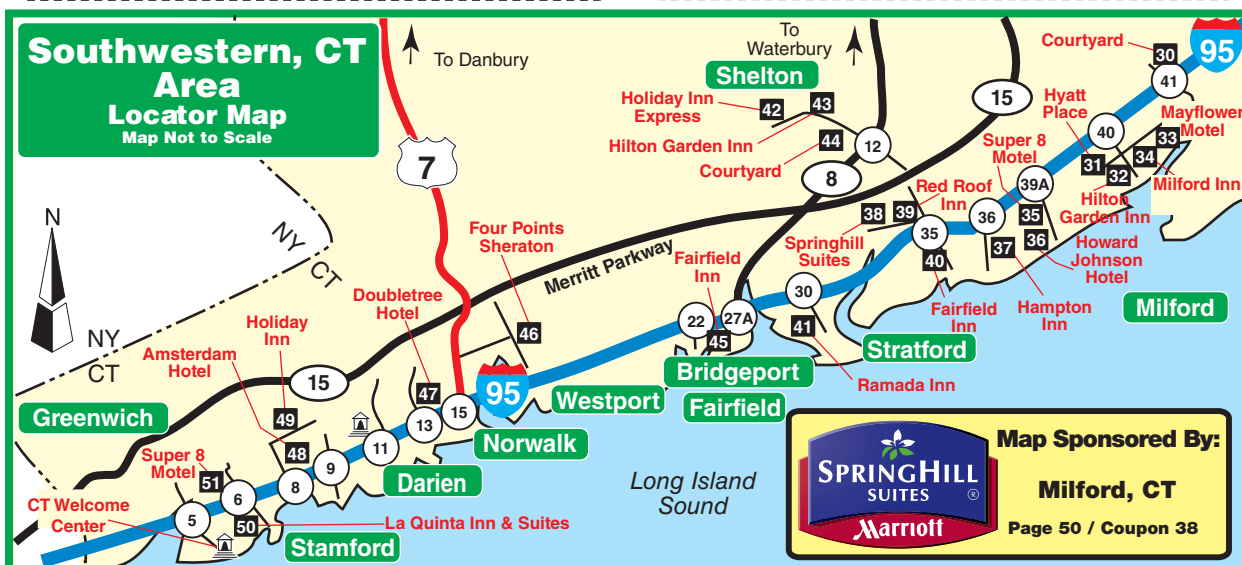 Southwestern, CT
Area
Locator Map
Map Not to Scale
To Danbury
To
Waterbury
Shelton
Courtyard
30
95
41
15
Holiday Inn
Express
42
43
Hilton Garden Inn
44
Courtyard
12
8
7
Hyatt
Place
40
Mayflower
Motel
33
31
32
34
Milford Inn
Hilton
Garden Inn
Super 8
Motel
39A
35
36
36
Howard
Johnson
Hotel
37
Hampton
Inn
Red Roof
Inn
38
39
35
Springhill
Suites
40
Fairfield
Inn
Milford
N
NY
CT
NY
CT
Merritt Parkway
Four Points
Sheraton
46
Fairfield
Inn
22
27A
45
30
41
Stratford
Ramada Inn
Bridgeport
Fairfield
Doubletree
Hotel
47
Holiday
Inn
Amsterdam
Hotel
15
49
48
13
15
95
Westport
Norwalk
11
9
8
Darien
Greenwich
Super 8
Motel
51
6
5
CT Welcome
Center
50
La Quinta Inn & Suites
Stamford
Long Island
Sound
SPRINGHILL
SUITES
®
Marriott
Map Sponsored By:
Milford, CT
Page 50 / Coupon 38